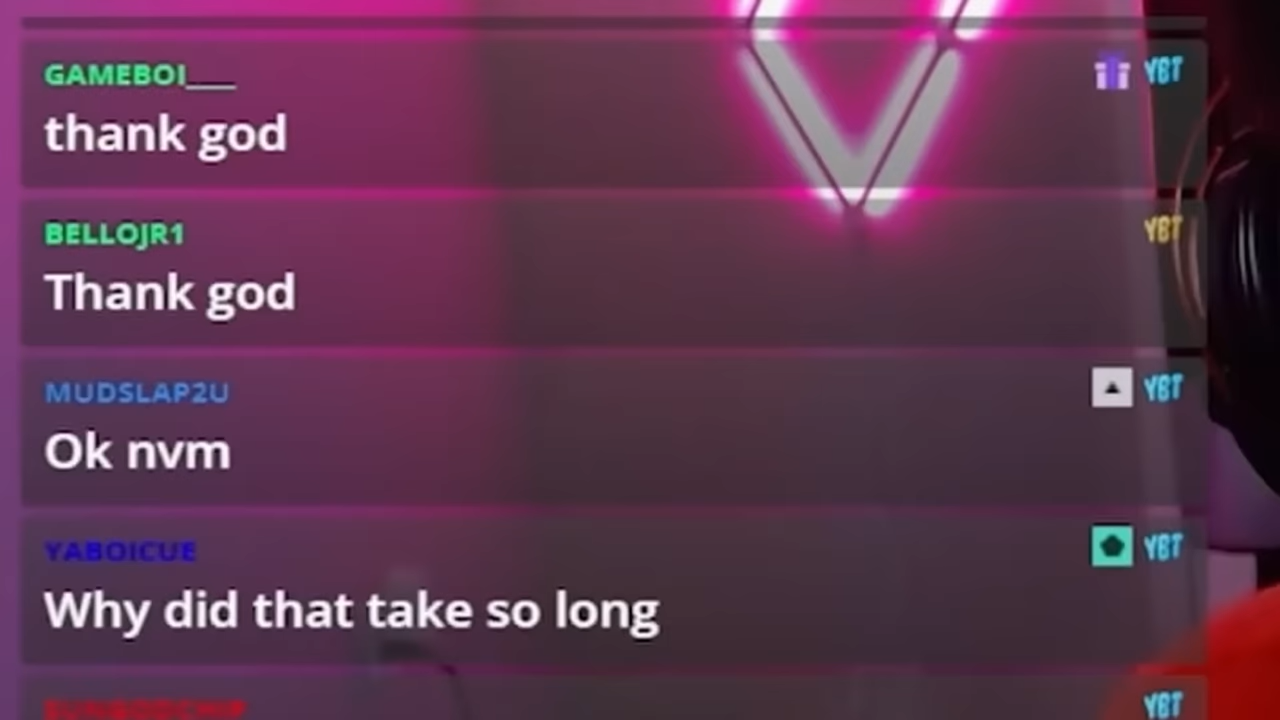 GAMEBOI____ YBT
thank god
BELLOJR1 YBT
Thank god
MUDSLAP2U YBT
Ok nvm
YABOICUE YBT
Why did that take so long
YBT